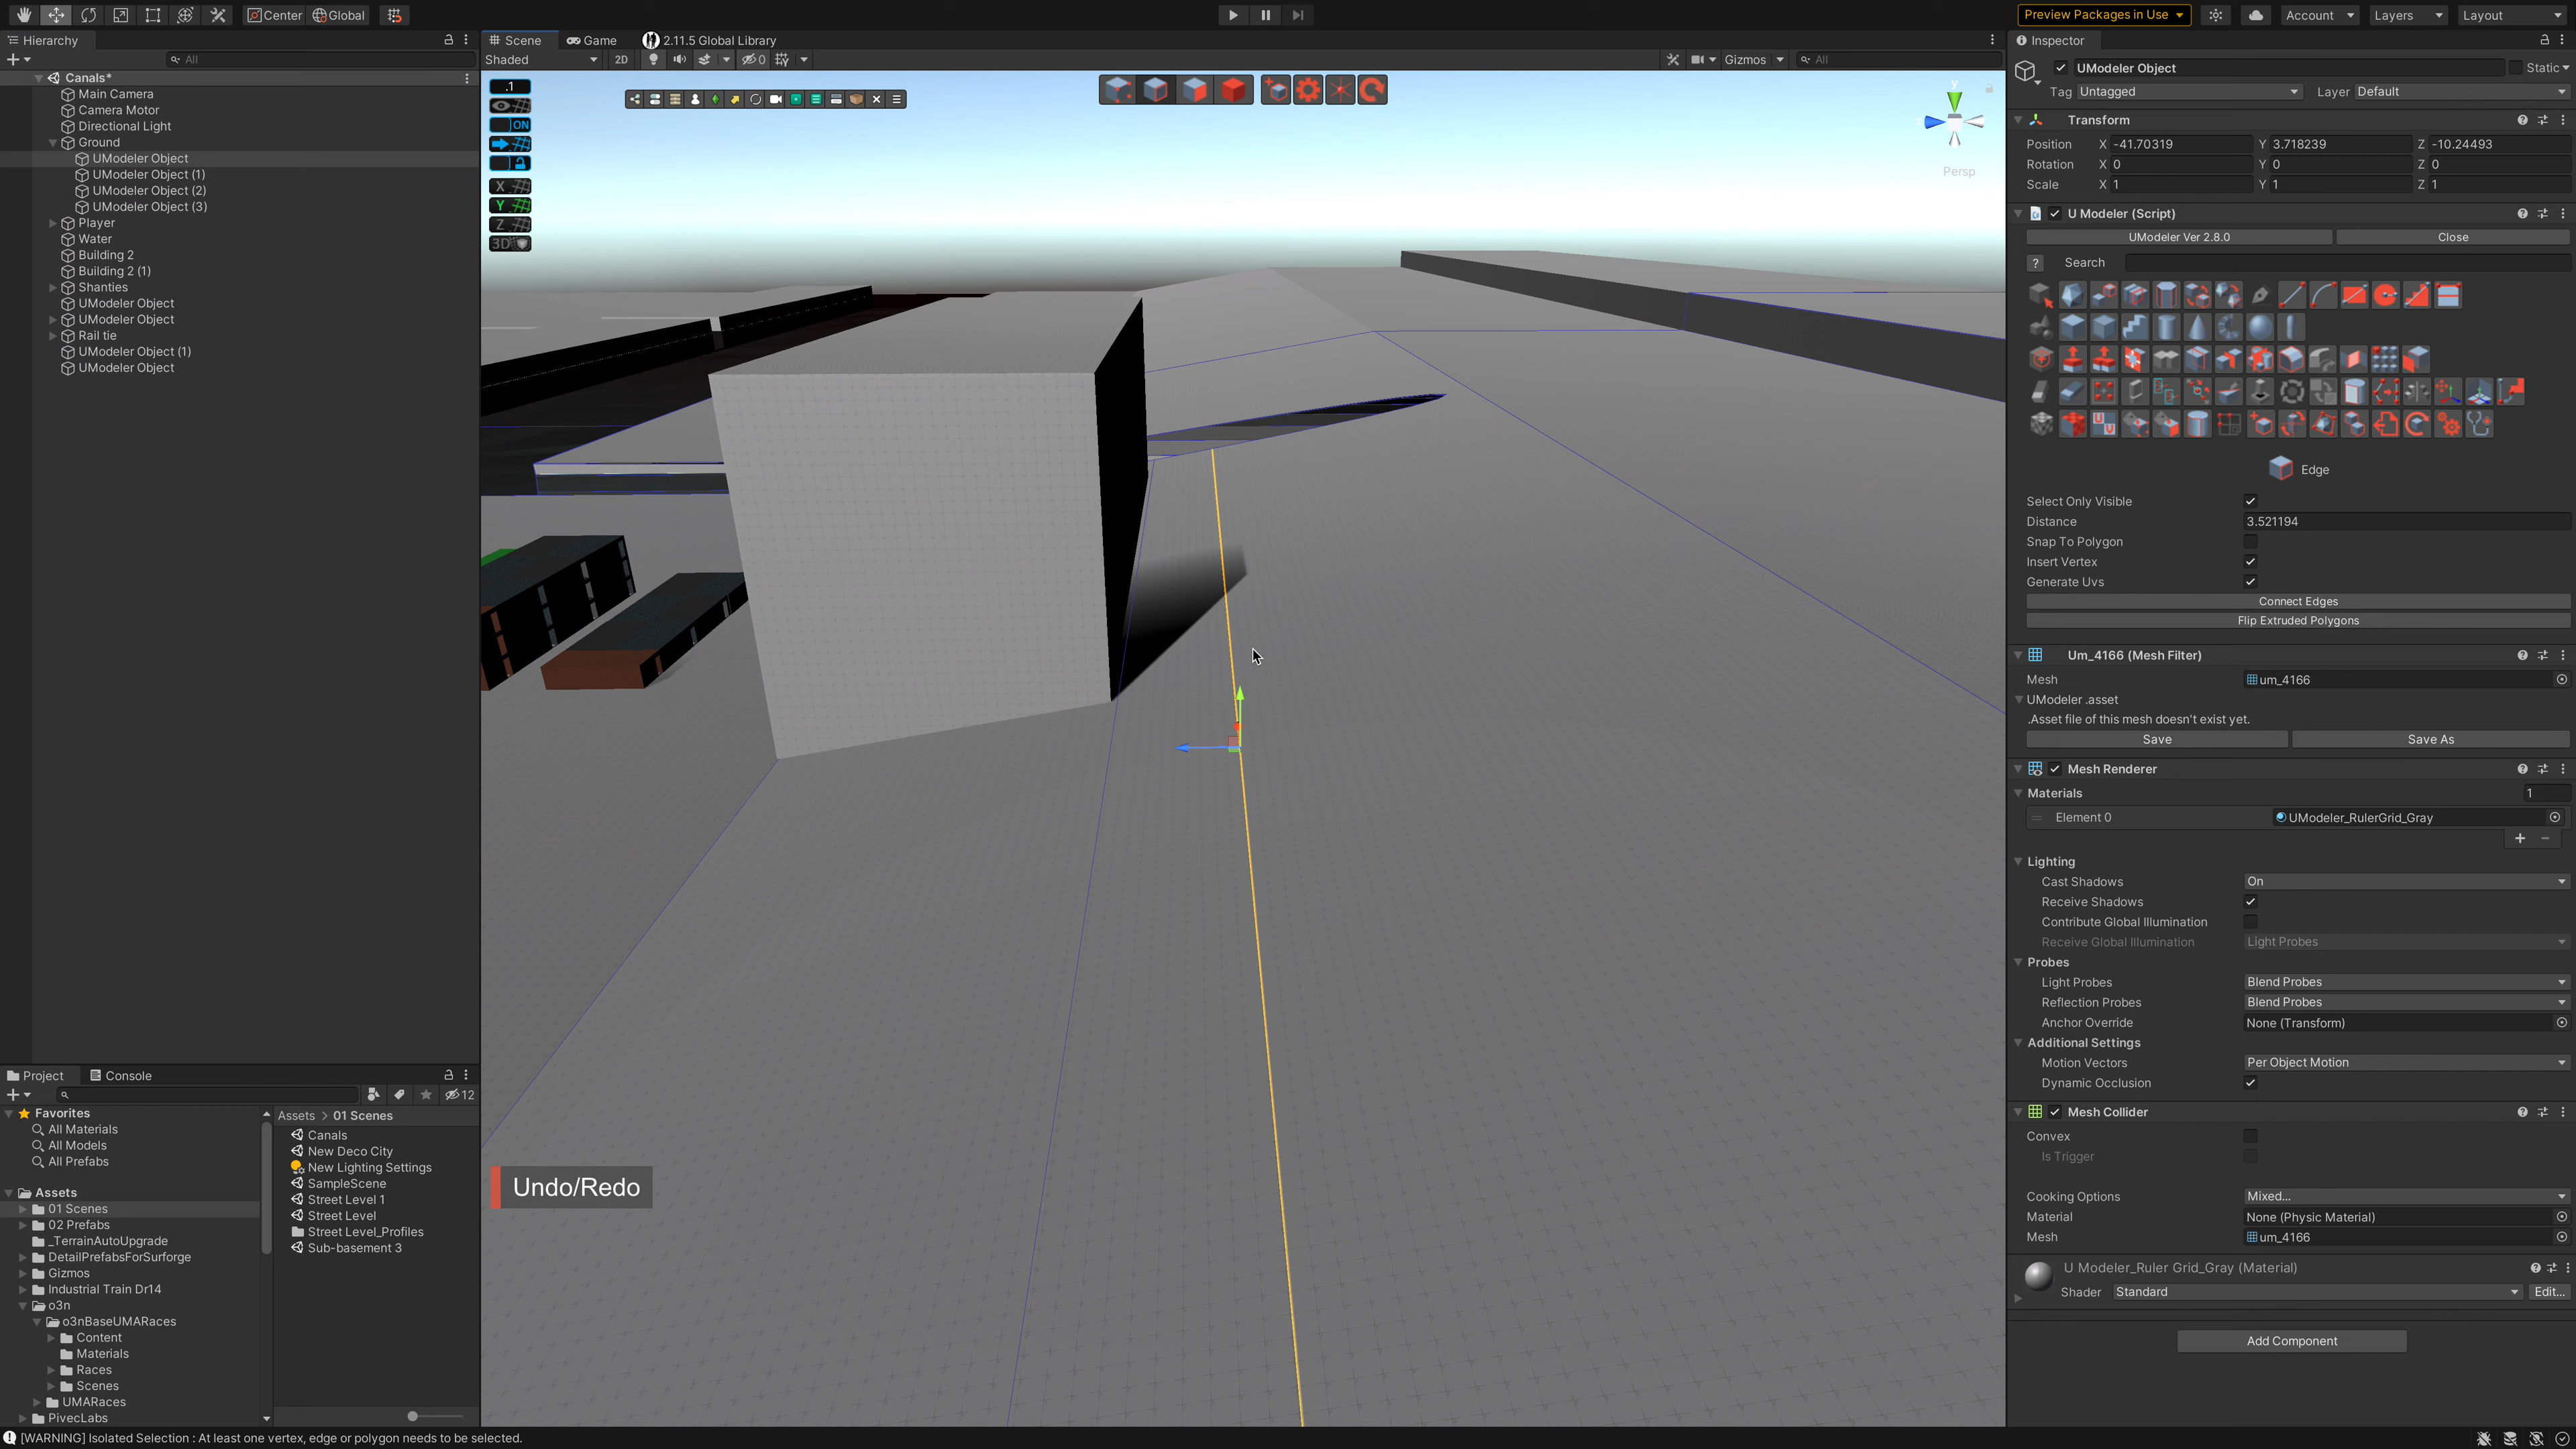 Center
Global
Preview Packages in Use
Account
Layers
Layout
Hierarchy
All
Canals*
Main Camera
Camera Motor
Directional Light
Ground
UModeler Object
UModeler Object (1)
UModeler Object (2)
UModeler Object (3)
Player
Water
Building 2
Building 2 (1)
Shanties
UModeler Object
UModeler Object
Rail tie
UModeler Object (1)
UModeler Object
Scene
Game
2.11.5 Global Library
Shaded
2D
0
Gizmos
All
.1
ON
X
Y
Z
3D
y
Persp
Undo/Redo
Inspector
UModeler Object
Static
Tag
Untagged
Layer
Default
Transform
Position X -41.70319 Y 3.718239 Z -10.24493
Rotation X 0 Y 0 Z 0
Scale X 1 Y 1 Z 1
U Modeler (Script)
UModeler Ver 2.8.0
Close
? Search
Edge
Select Only Visible
Distance 3.521194
Snap To Polygon
Insert Vertex
Generate Uvs
Connect Edges
Flip Extruded Polygons
Um_4166 (Mesh Filter)
Mesh um_4166
UModeler .asset
.Asset file of this mesh doesn't exist yet.
Save
Save As
Mesh Renderer
Materials 1
Element 0 UModeler_RulerGrid_Gray
Lighting
Cast Shadows On
Receive Shadows
Contribute Global Illumination
Receive Global Illumination Light Probes
Probes
Light Probes Blend Probes
Reflection Probes Blend Probes
Anchor Override None (Transform)
Additional Settings
Motion Vectors Per Object Motion
Dynamic Occlusion
Mesh Collider
Convex
Is Trigger
Cooking Options Mixed...
Material None (Physic Material)
Mesh um_4166
U Modeler_Ruler Grid_Gray (Material)
Shader Standard Edit...
Add Component
Project
Console
12
Favorites
All Materials
All Models
All Prefabs
Assets
01 Scenes
02 Prefabs
_TerrainAutoUpgrade
DetailPrefabsForSurforge
Gizmos
Industrial Train Dr14
o3n
o3nBaseUMARaces
Content
Materials
Races
Scenes
UMARaces
PivecLabs
Assets > 01 Scenes
Canals
New Deco City
New Lighting Settings
SampleScene
Street Level 1
Street Level
Street Level_Profiles
Sub-basement 3
[WARNING] Isolated Selection : At least one vertex, edge or polygon needs to be selected.